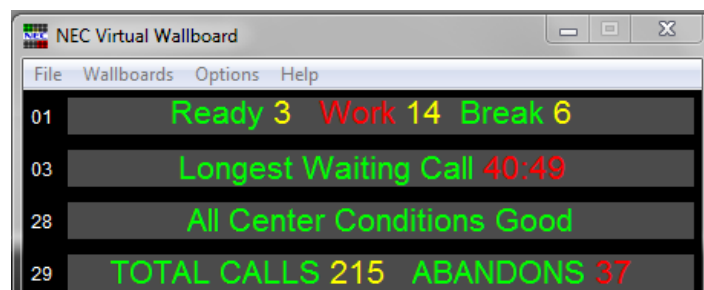 NEC NEC Virtual Wallboard
File Wallboards Options Help
01 Ready 3 Work 14 Break 6
03 Longest Waiting Call 40:49
28 All Center Conditions Good
29 TOTAL CALLS 215 ABANDONS 37